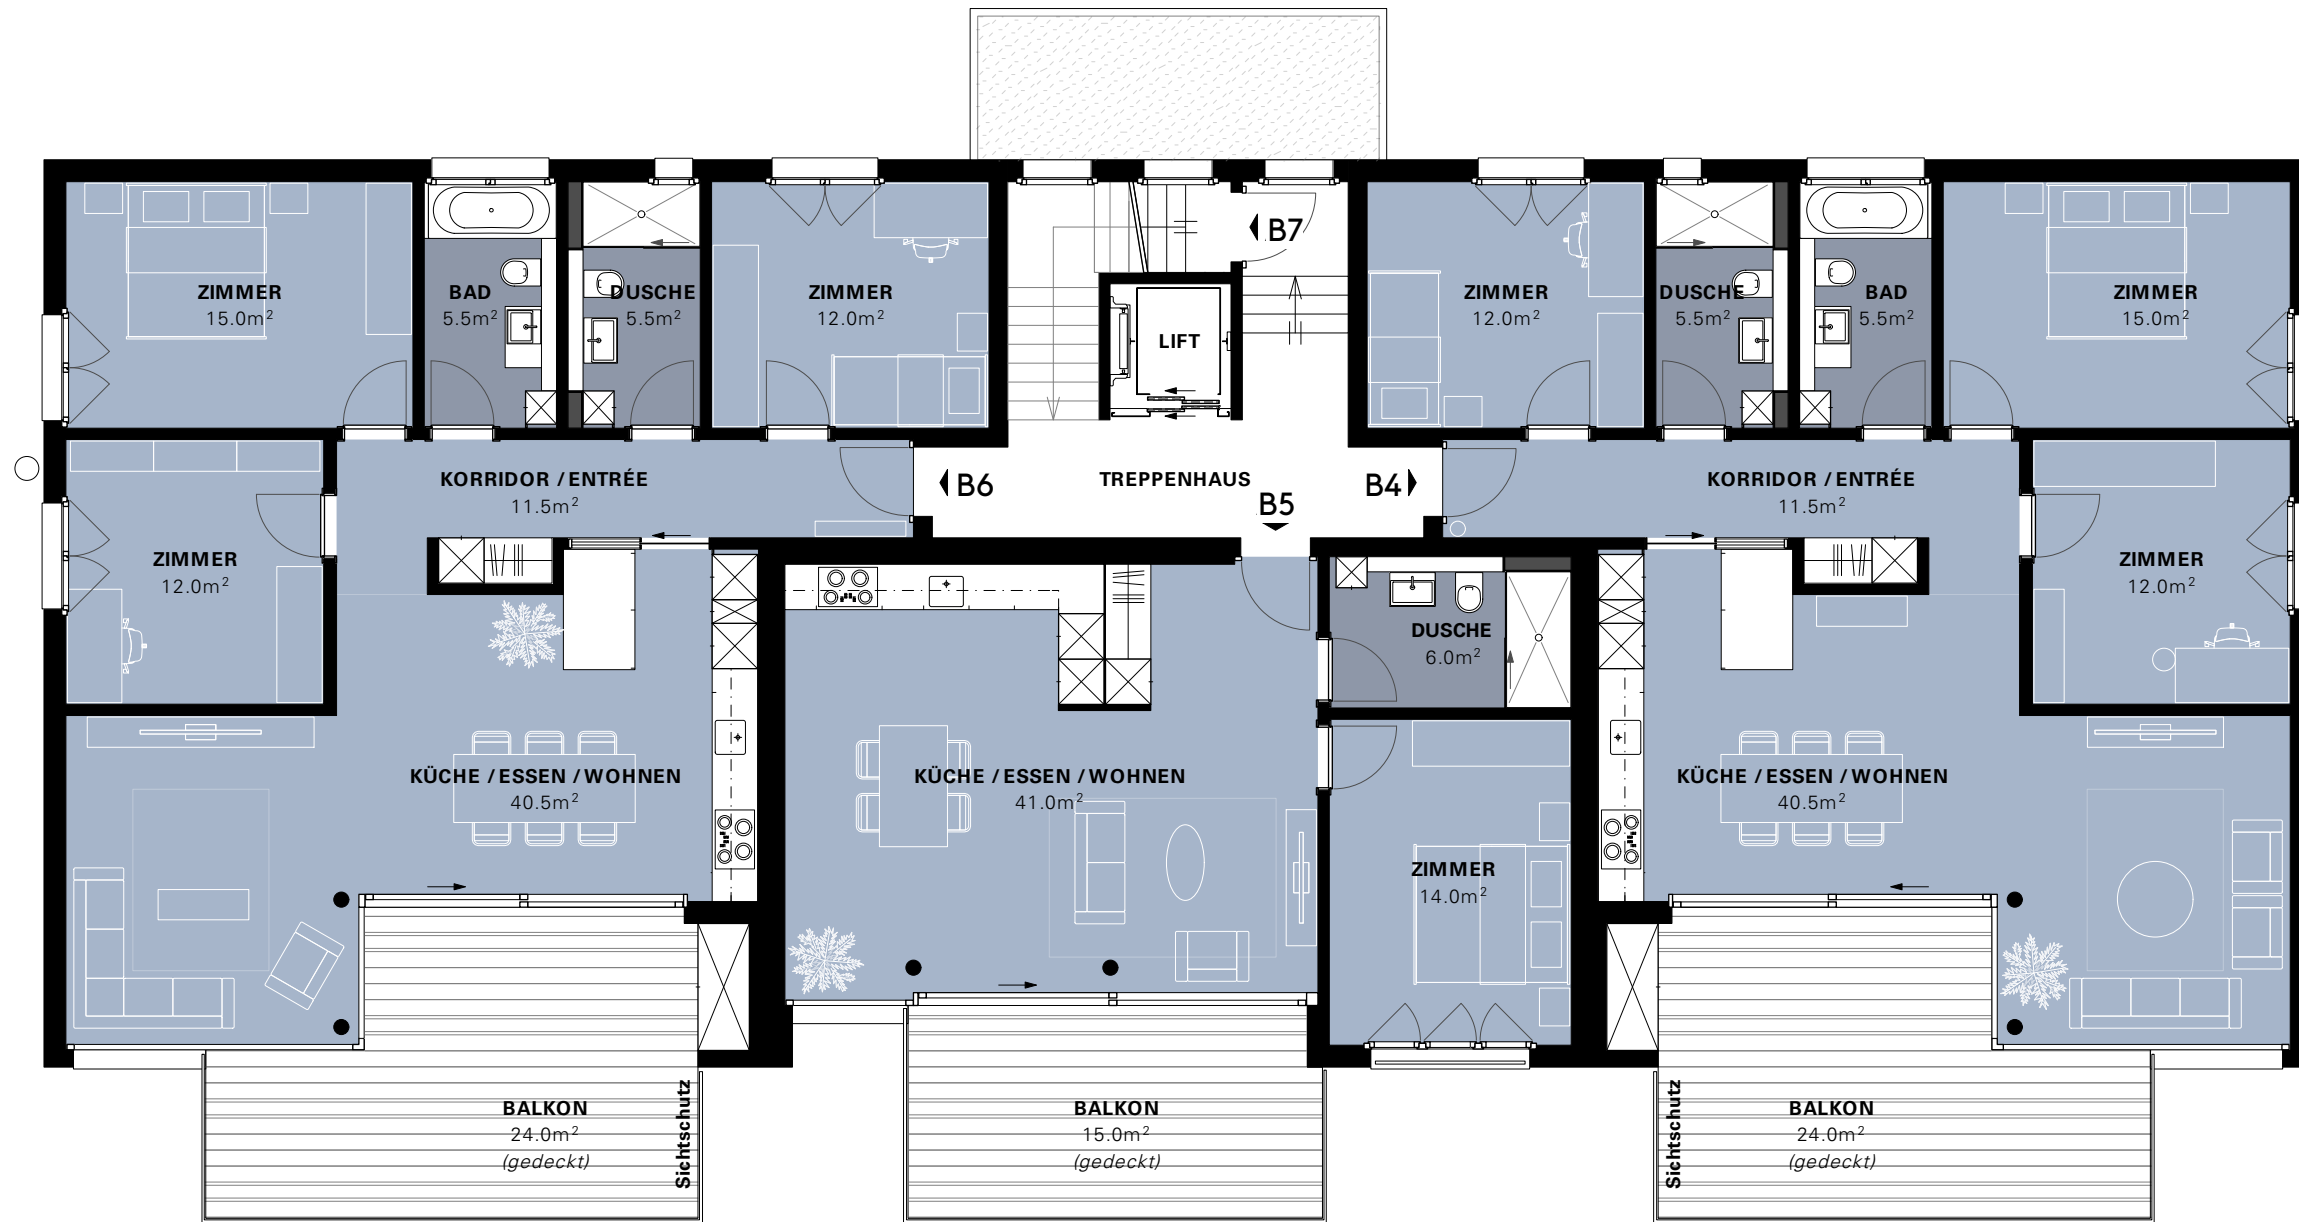 B7
ZIMMER
15.0m²
BAD
5.5m²
DUSCHE
5.5m²
ZIMMER
12.0m²
LIFT
ZIMMER
12.0m²
DUSCHE
5.5m²
BAD
5.5m²
ZIMMER
15.0m²
KORRIDOR / ENTRÉE
11.5m²
B6
TREPPENHAUS
B5
B4
KORRIDOR / ENTRÉE
11.5m²
ZIMMER
12.0m²
ZIMMER
12.0m²
DUSCHE
6.0m²
KÜCHE / ESSEN / WOHNEN
40.5m²
KÜCHE / ESSEN / WOHNEN
41.0m²
KÜCHE / ESSEN / WOHNEN
40.5m²
ZIMMER
14.0m²
BALKON
24.0m²
(gedeckt)
Sichtschutz
BALKON
15.0m²
(gedeckt)
Sichtschutz
BALKON
24.0m²
(gedeckt)